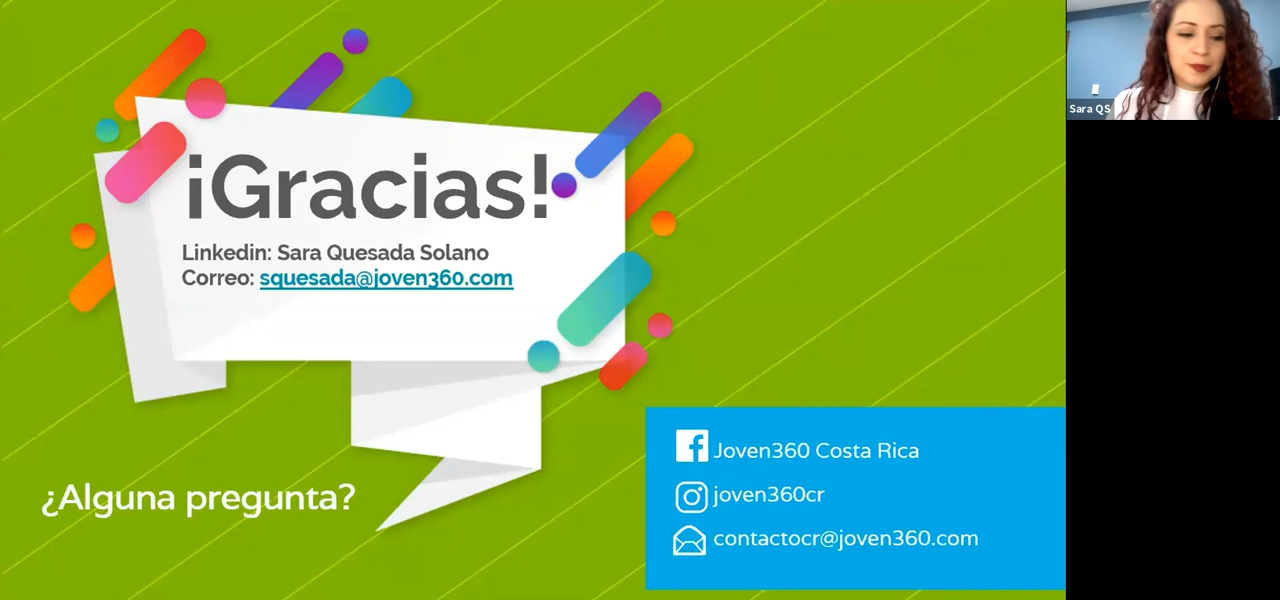 ¡Gracias!
Linkedin: Sara Quesada Solano
Correo: squesada@joven360.com
¿Alguna pregunta?
Joven360 Costa Rica
joven360cr
contactocr@joven360.com
Sara QS